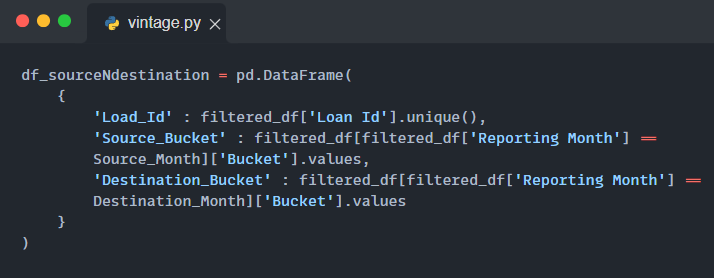 vintage.py
df_sourceNdestination = pd.DataFrame(
    {
        'Load_Id' : filtered_df['Loan Id'].unique(),
        'Source_Bucket' : filtered_df[filtered_df['Reporting Month'] ==
        Source_Month]['Bucket'].values,
        'Destination_Bucket' : filtered_df[filtered_df['Reporting Month'] ==
        Destination_Month]['Bucket'].values
    }
)